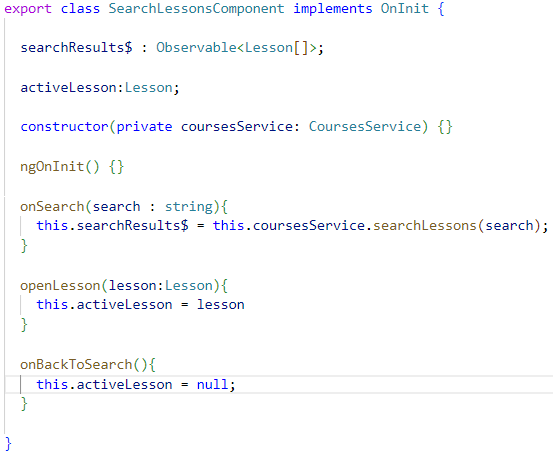 export class SearchLessonsComponent implements OnInit {
searchResults$ : Observable<Lesson[]>;
activeLesson:Lesson;
constructor(private coursesService: CoursesService) {}
ngOnInit() {}
onSearch(search : string){
this.searchResults$ = this.coursesService.searchLessons(search);
}
openLesson(lesson:Lesson){
this.activeLesson = lesson
}
onBackToSearch(){
this.activeLesson = null;
}
}